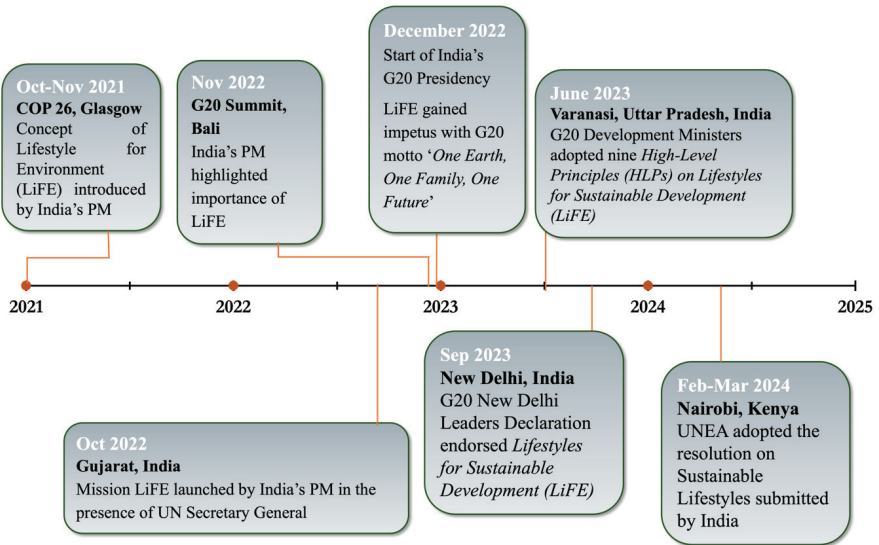 Oct-Nov 2021
COP 26, Glasgow
Concept of
Lifestyle for
Environment
(LiFE) introduced
by India's PM
Nov 2022
G20 Summit,
Bali
India's PM
highlighted
importance of
LiFE
December 2022
Start of India's
G20 Presidency
LiFE gained
impetus with G20
motto 'One Earth,
One Family, One
Future'
June 2023
Varanasi, Uttar Pradesh, India
G20 Development Ministers
adopted nine High-Level
Principles (HLPs) on Lifestyles
for Sustainable Development
(LiFE)
2021
2022
2023
2024
2025
Oct 2022
Gujarat, India
Mission LiFE launched by India's PM in the
presence of UN Secretary General
Sep 2023
New Delhi, India
G20 New Delhi
Leaders Declaration
endorsed Lifestyles
for Sustainable
Development (LiFE)
Feb-Mar 2024
Nairobi, Kenya
UNEA adopted the
resolution on
Sustainable
Lifestyles submitted
by India